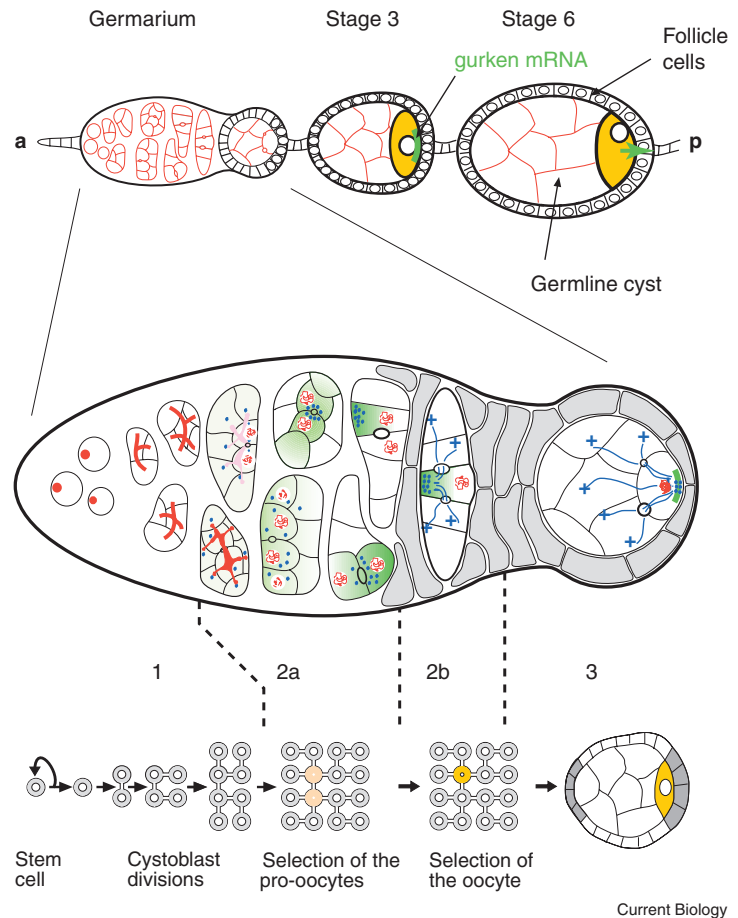 Germarium Stage 3 Stage 6
gurken mRNA
Follicle
cells
a
p
Germline cyst
1 2a 2b 3
Stem
cell
Cystoblast
divisions
Selection of the
pro-oocytes
Selection of
the oocyte
Current Biology